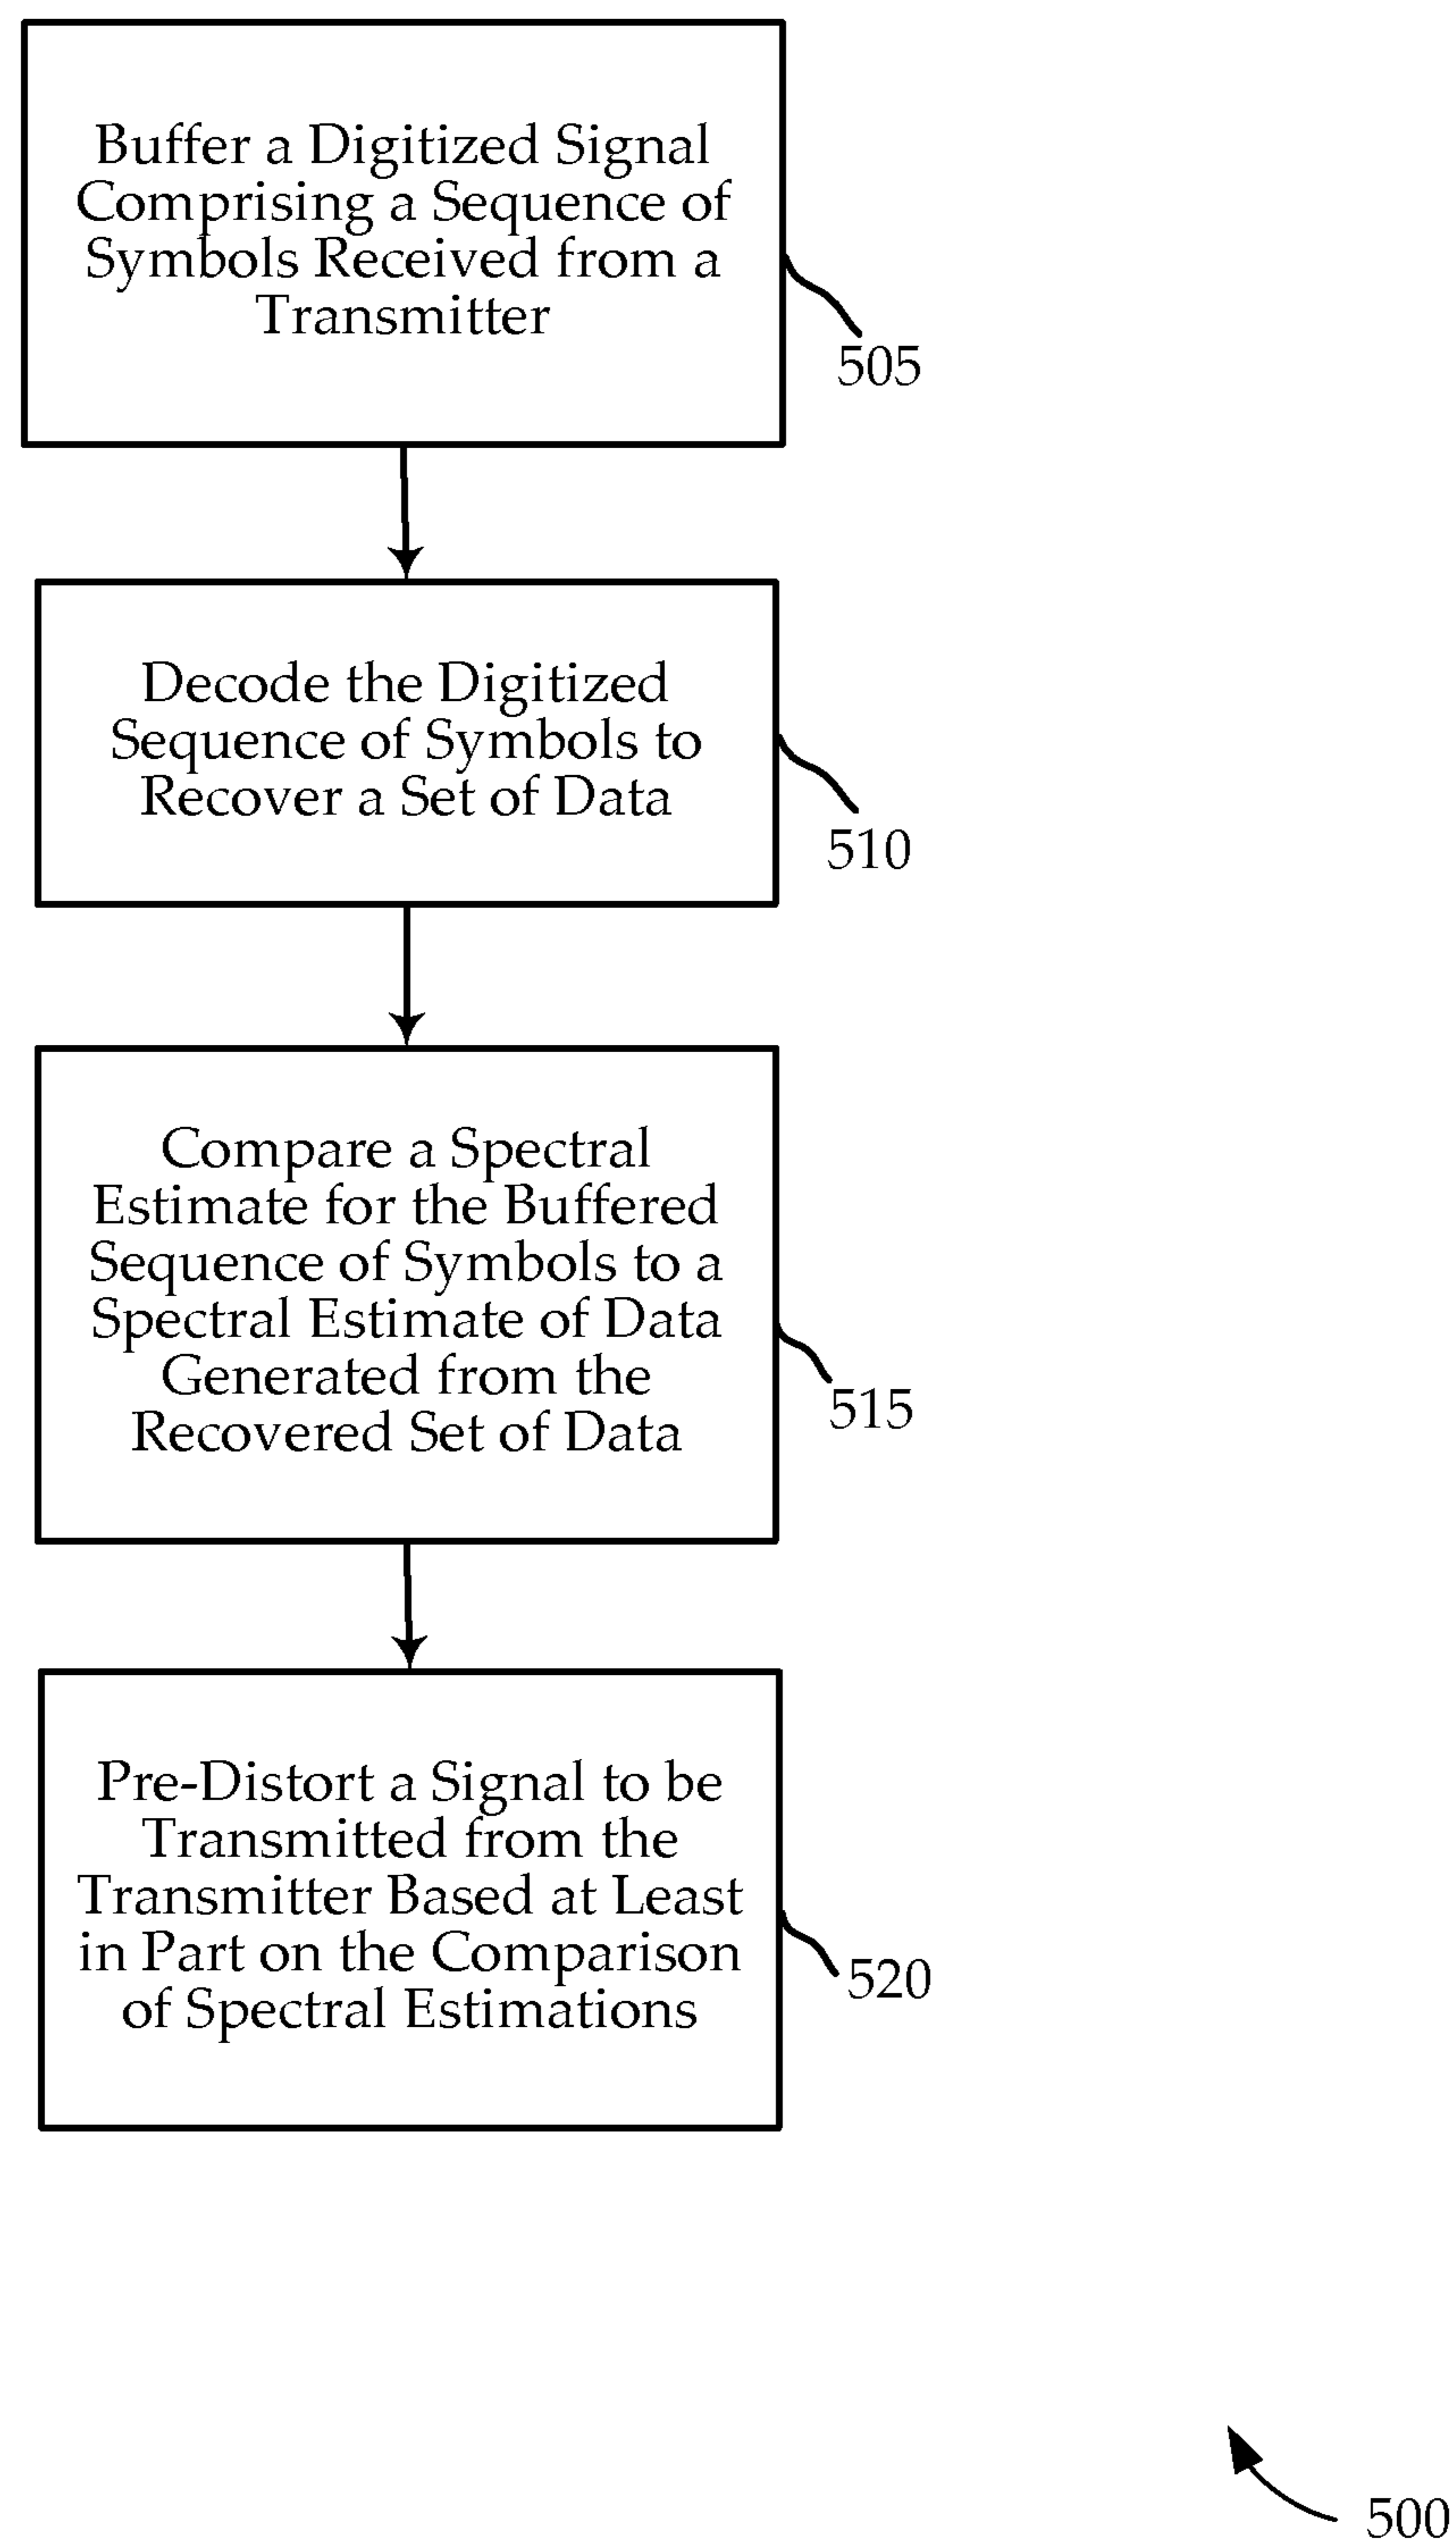 Buffer a Digitized Signal
Comprising a Sequence of
Symbols Received from a
Transmitter
505
Decode the Digitized
Sequence of Symbols to
Recover a Set of Data
510
Compare a Spectral
Estimate for the Buffered
Sequence of Symbols to a
Spectral Estimate of Data
Generated from the
Recovered Set of Data
515
Pre-Distort a Signal to be
Transmitted from the
Transmitter Based at Least
in Part on the Comparison
of Spectral Estimations
520
500